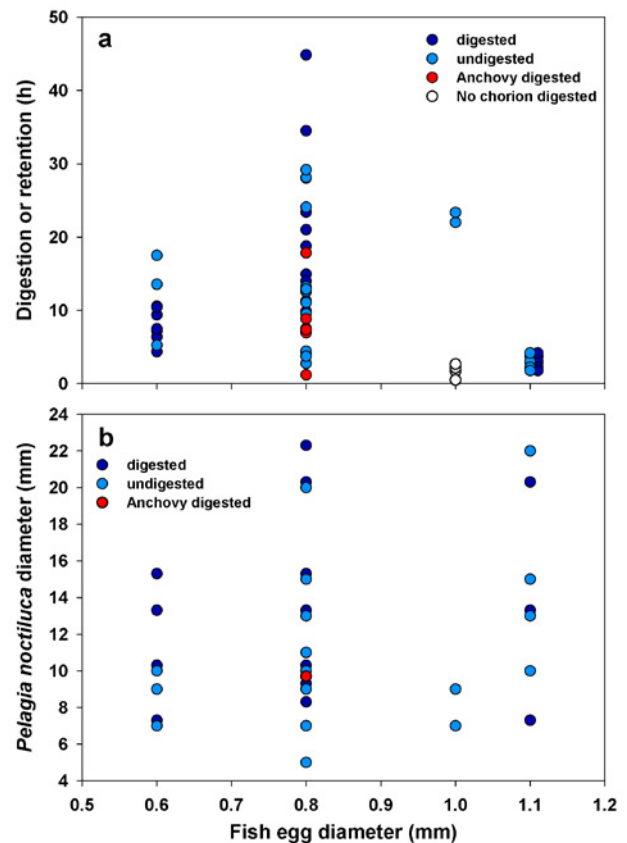 a
digested
undigested
Anchovy digested
No chorion digested
Digestion or retention (h)
50
40
30
20
10
0
b
digested
undigested
Anchovy digested
Pelagia noctiluca diameter (mm)
24
22
20
18
16
14
12
10
8
6
4
0.5 0.6 0.7 0.8 0.9 1.0 1.1 1.2
Fish egg diameter (mm)